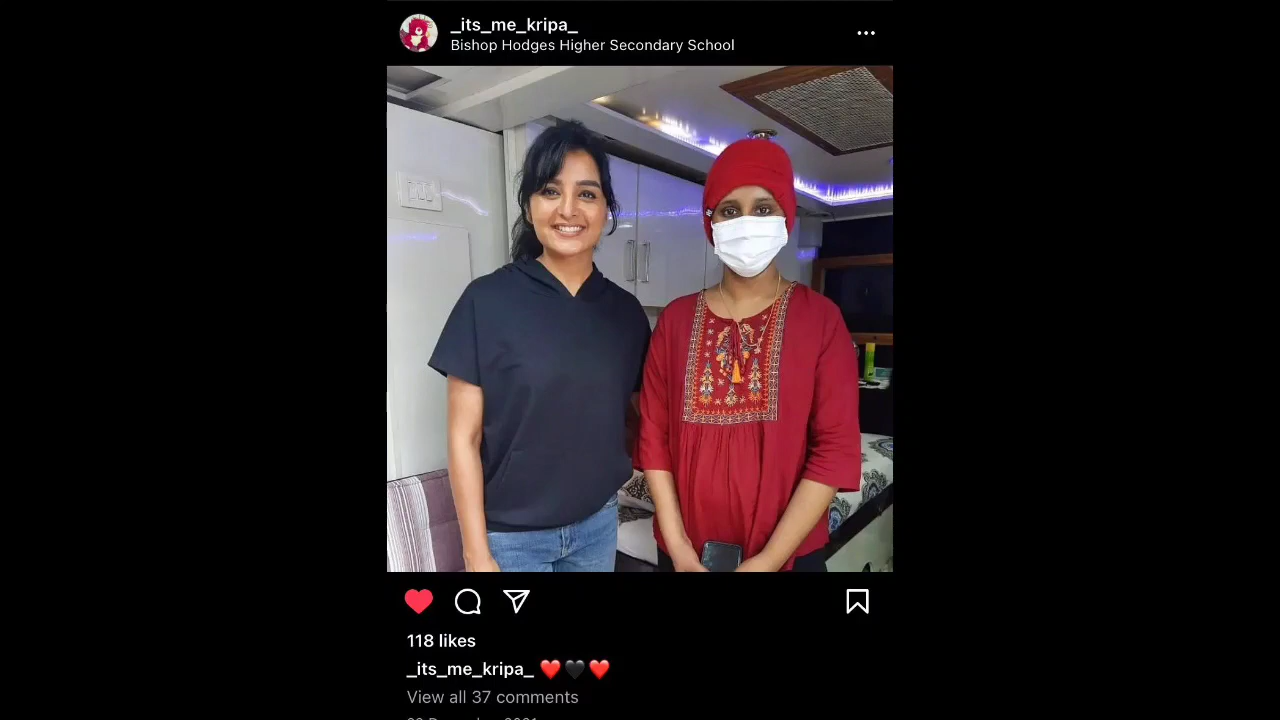 _its_me_kripa_
Bishop Hodges Higher Secondary School
118 likes
_its_me_kripa_ ❤️🖤❤️
View all 37 comments